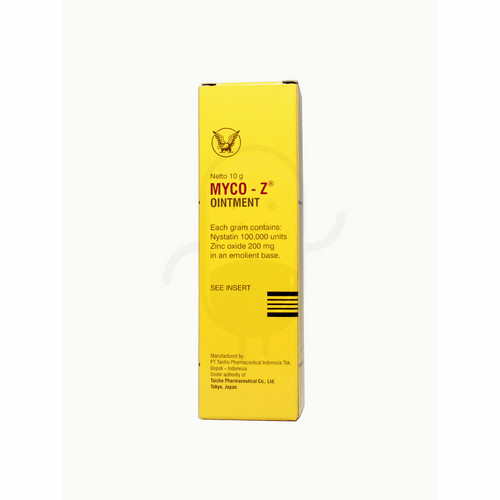 Netto 10 g
MYCO - Z®
OINTMENT
Each gram contains:
Nystatin 100,000 units
Zinc oxide 200 mg
in an emolient base.
SEE INSERT
Manufactured by
PT Taisho Pharmaceutical Indonesia Tbk.
Depok - Indonesia
Under authority of
Taisho Pharmaceutical Co., Ltd.
Tokyo, Japan.